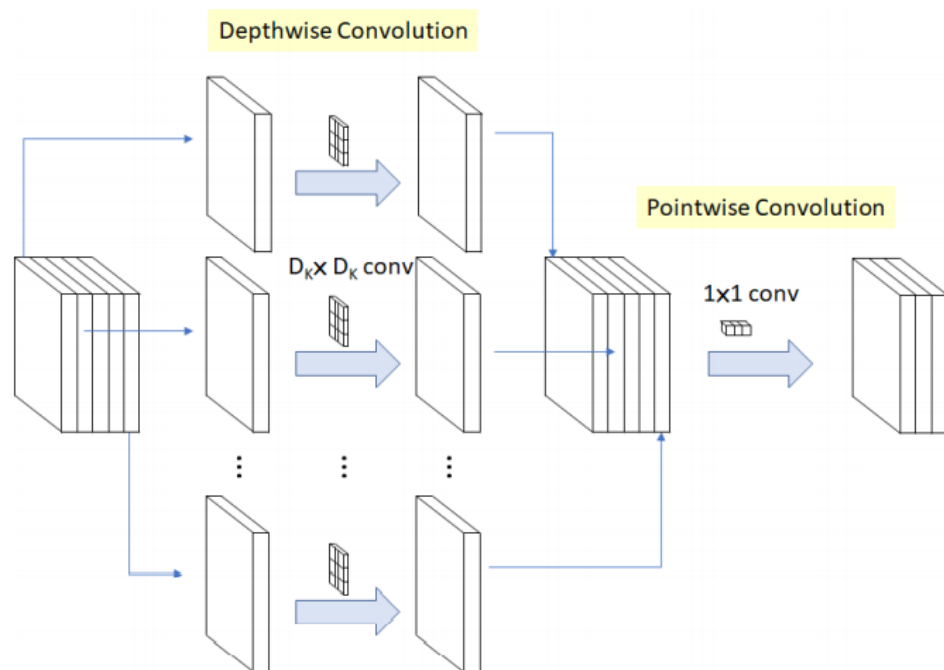 Depthwise Convolution
Pointwise Convolution
Dₖx Dₖ conv
1x1 conv